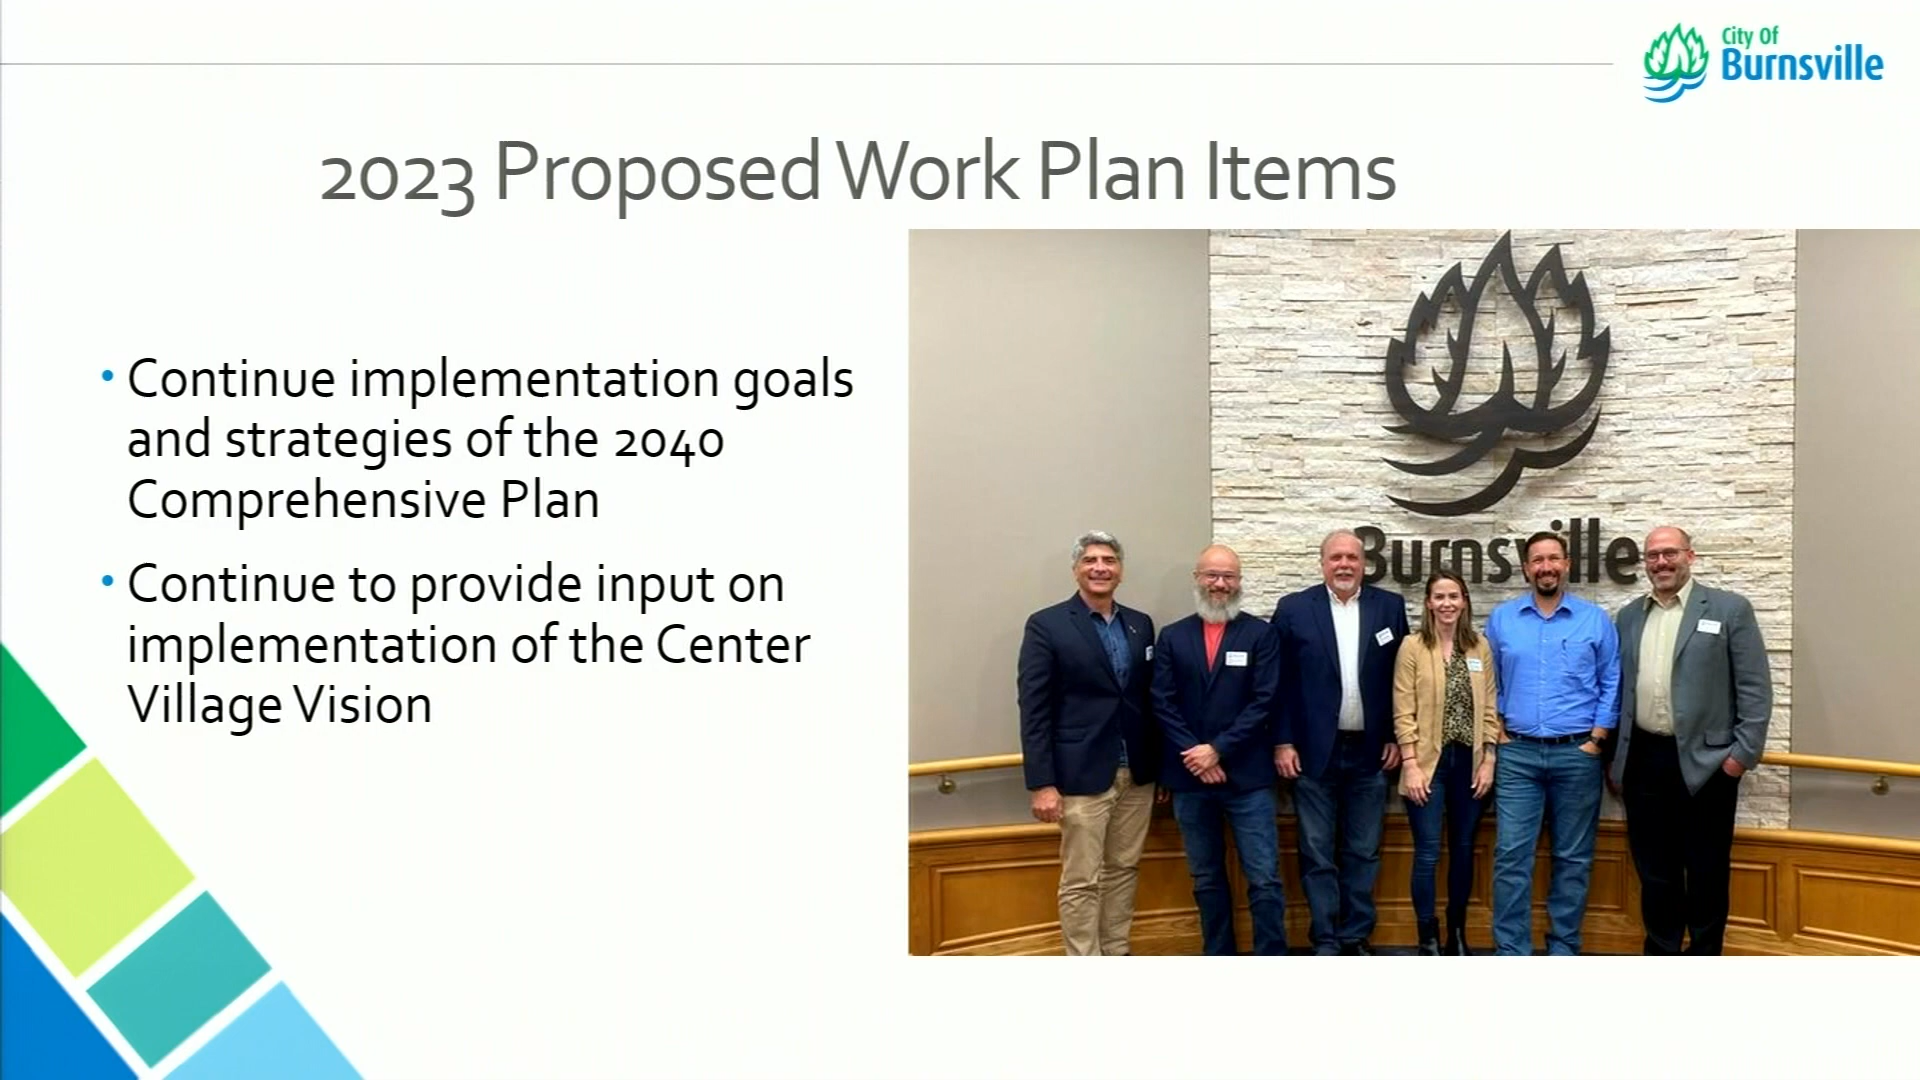 City Of
Burnsville
2023 Proposed Work Plan Items
• Continue implementation goals
and strategies of the 2040
Comprehensive Plan
• Continue to provide input on
implementation of the Center
Village Vision
Burnsville